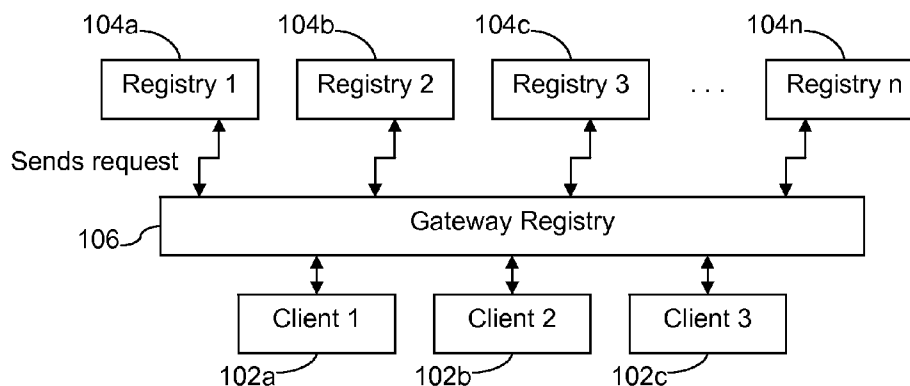 104a
104b
104c
104n
Registry 1
Registry 2
Registry 3
. . .
Registry n
Sends request
Gateway Registry
106
Client 1
Client 2
Client 3
102a
102b
102c